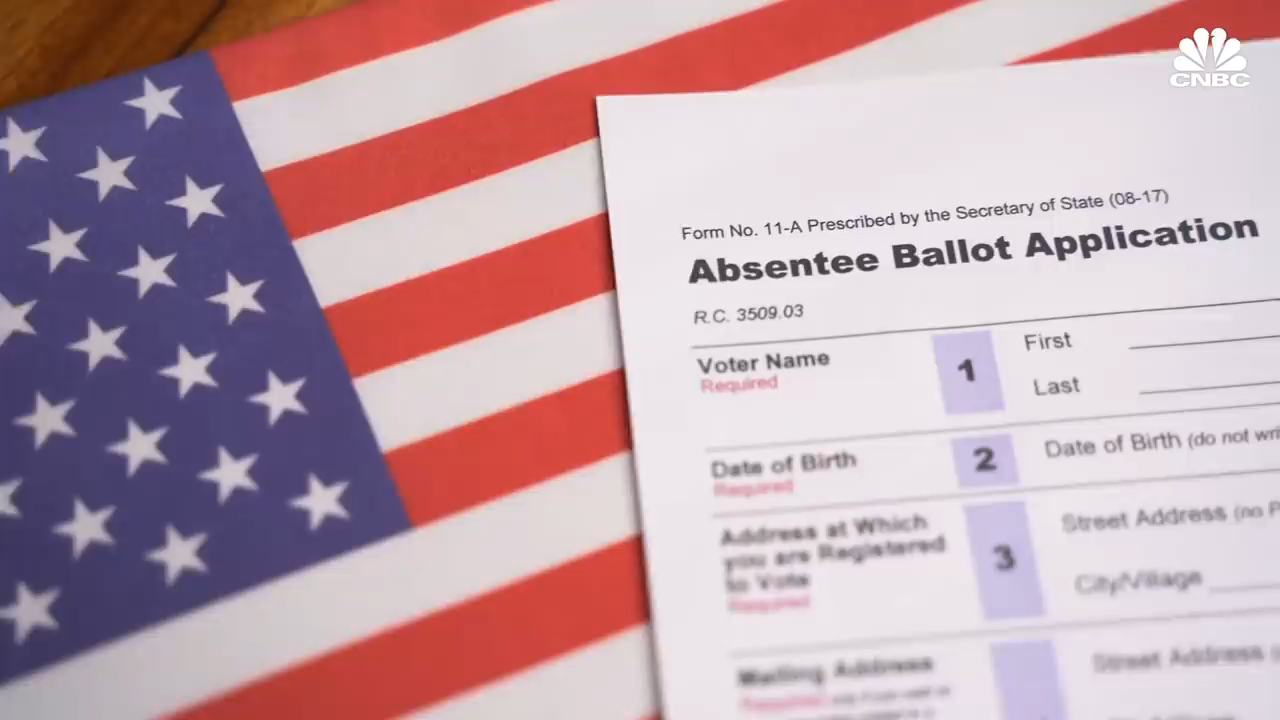 CNBC
Form No. 11-A Prescribed by the Secretary of State (08-17)
Absentee Ballot Application
R.C. 3509.03
Voter Name
Required
1
First
Last
Date of Birth
Required
2
Date of Birth (do not
Address at Which
you are Registered
to Vote
Required
3
Street Address (no
City/Village
Mailing Address
Required
Street Address